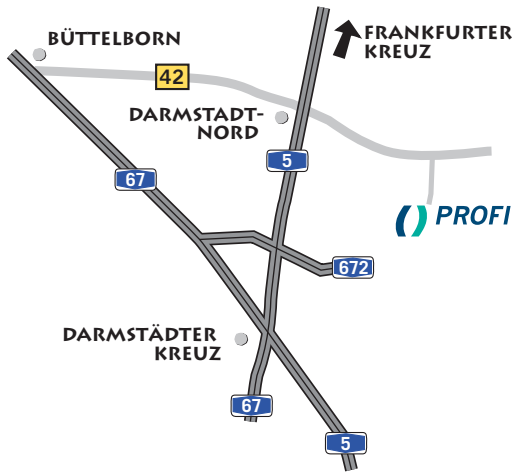 FRANKFURTER
KREUZ
BÜTTELBORN
42
DARMSTADT-
NORD
5
67
PROFI
672
DARMSTÄDTER
KREUZ
67
5